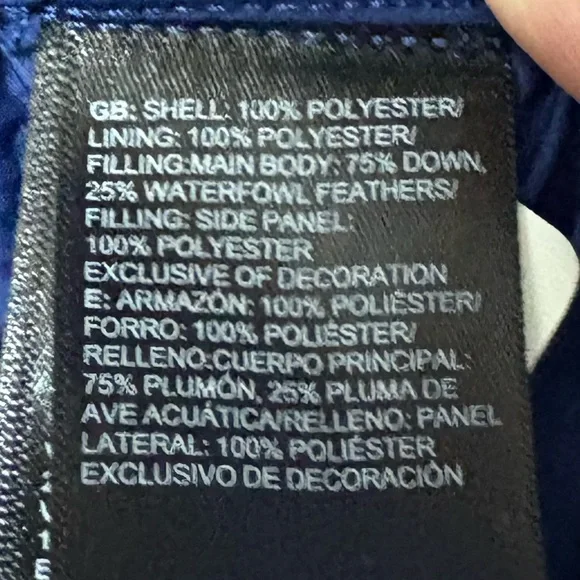 GB: SHELL: 100% POLYESTER/
LINING: 100% POLYESTER/
FILLING:MAIN BODY: 75% DOWN,
25% WATERFOWL FEATHERS/
FILLING: SIDE PANEL:
100% POLYESTER
EXCLUSIVE OF DECORATION
E: ARMAZÓN: 100% POLIÉSTER/
FORRO: 100% POLIÉSTER/
RELLENO:CUERPO PRINCIPAL:
75% PLUMÓN, 25% PLUMA DE
AVE ACUÁTICA/RELLENO: PANEL
LATERAL: 100% POLIÉSTER
EXCLUSIVO DE DECORACIÓN